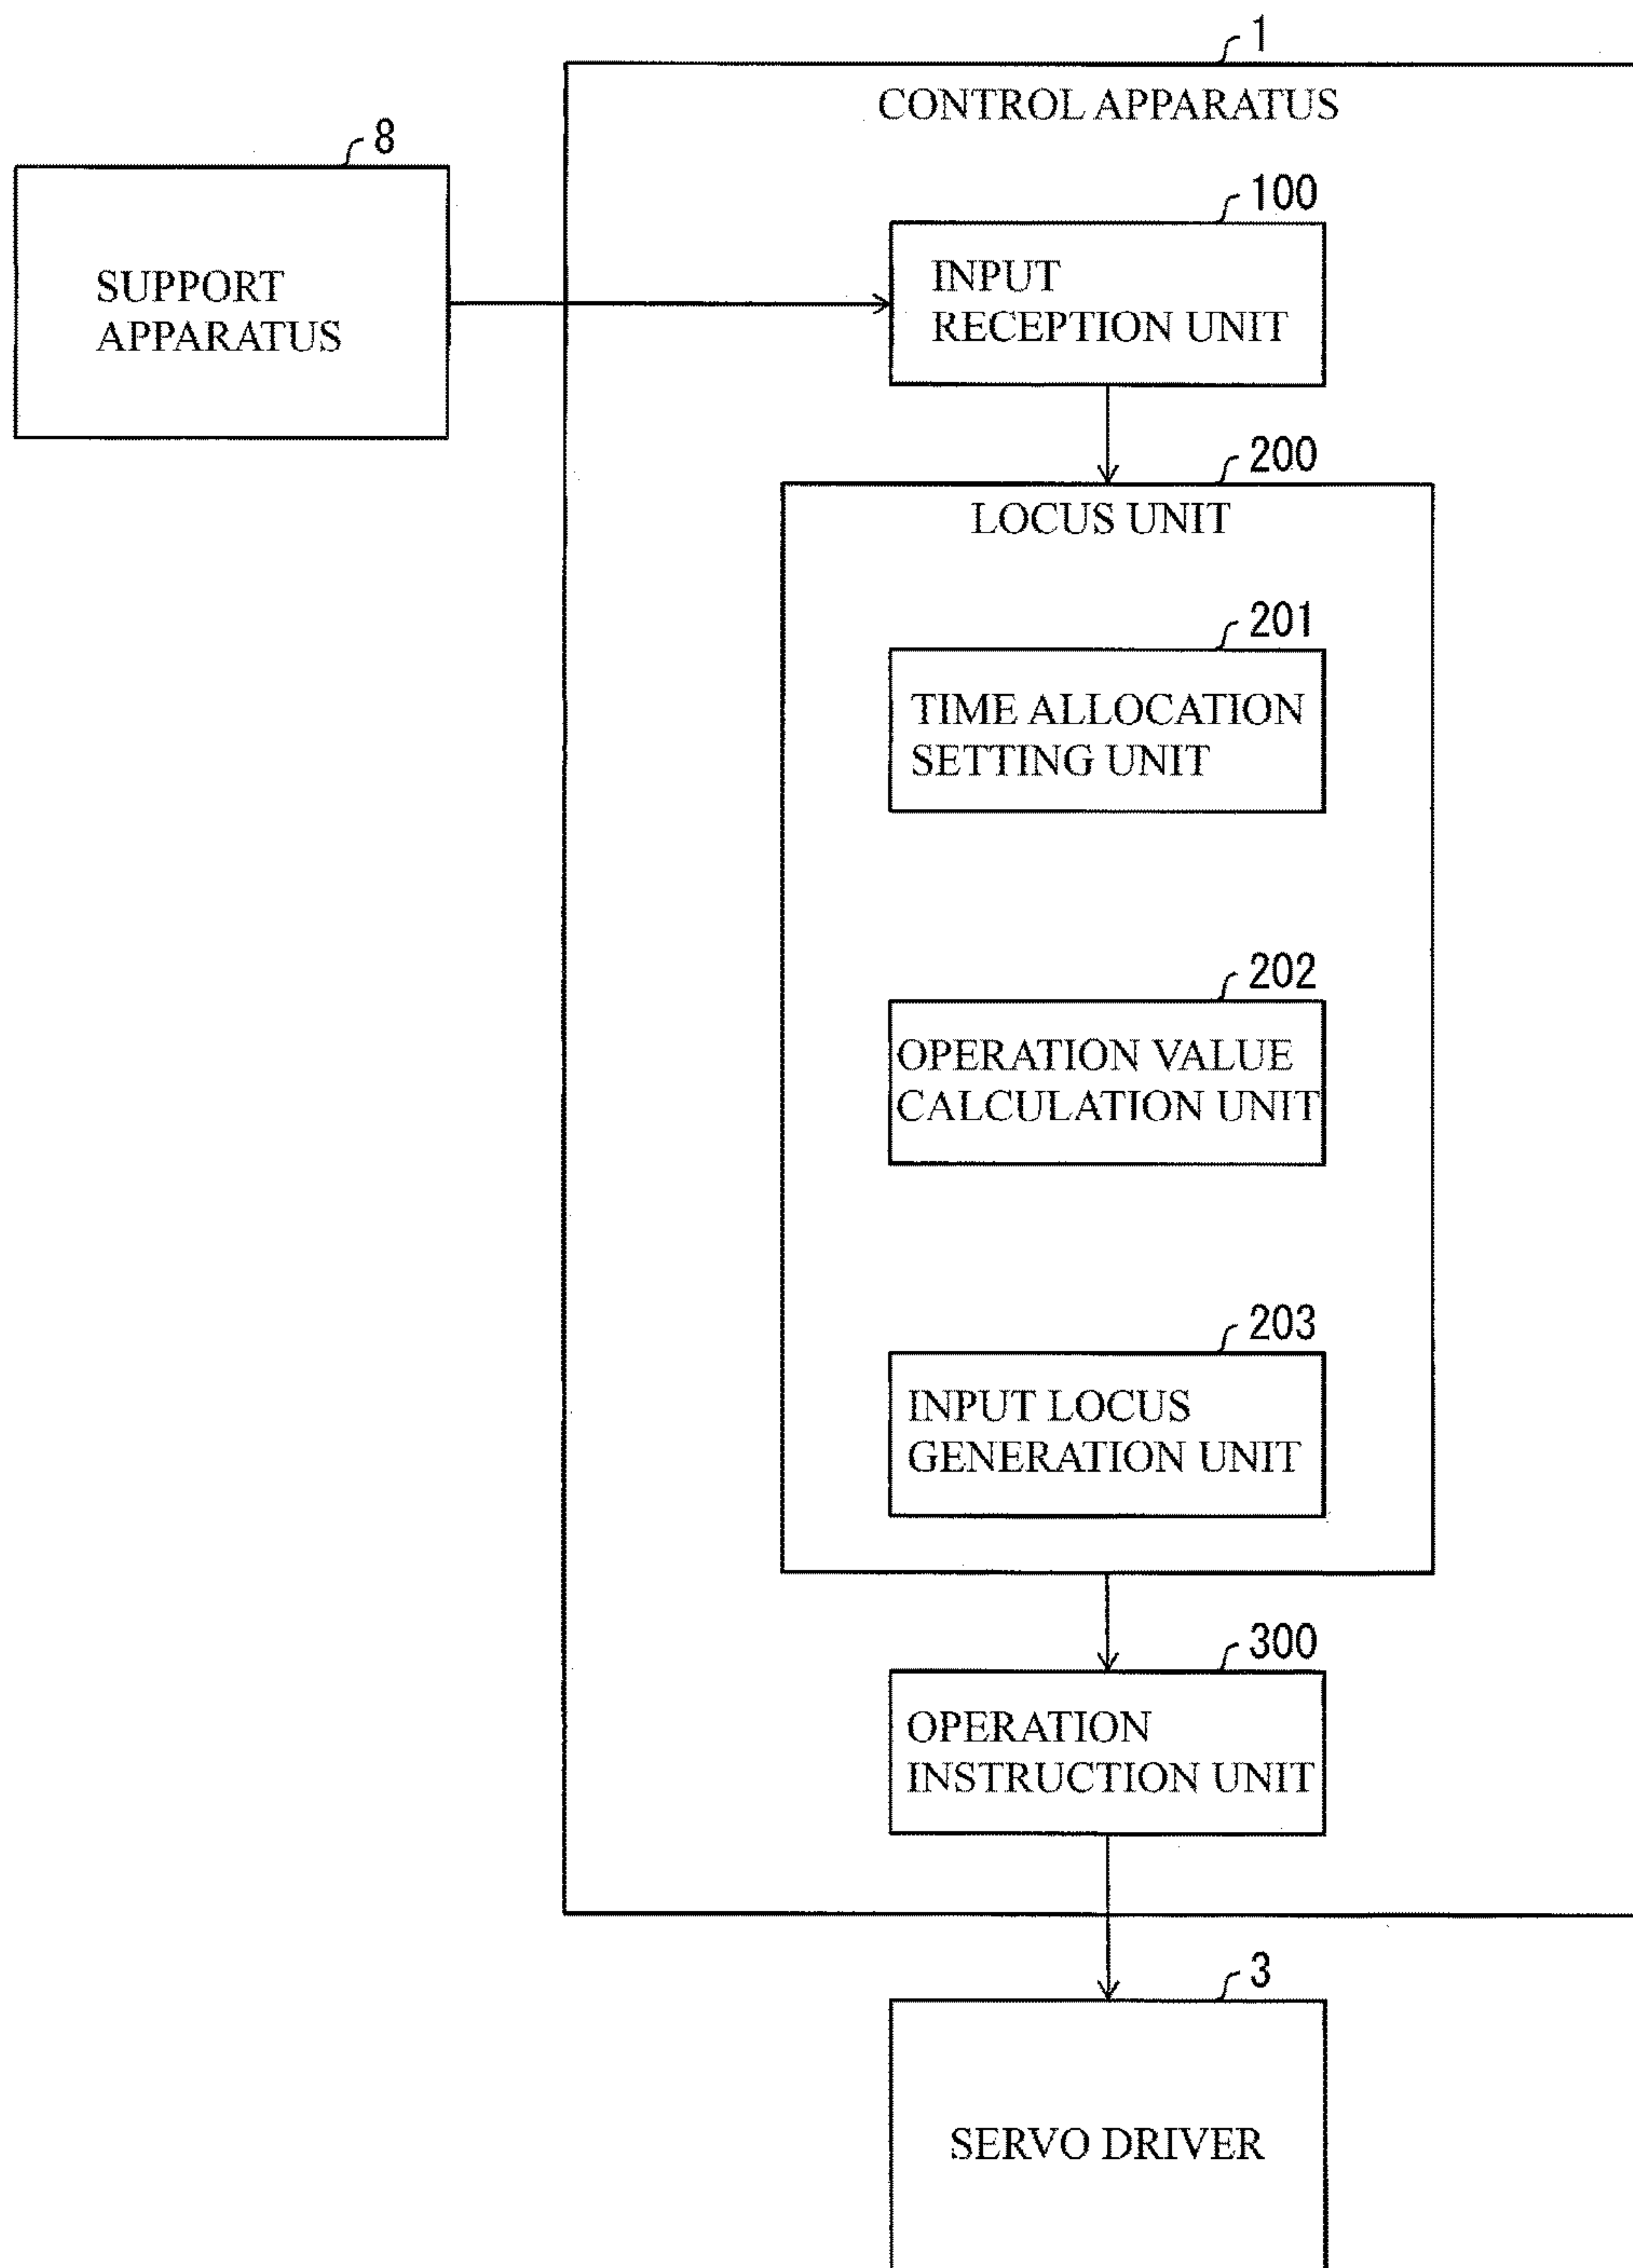 1
CONTROL APPARATUS
8
SUPPORT
APPARATUS
100
INPUT
RECEPTION UNIT
200
LOCUS UNIT
201
TIME ALLOCATION
SETTING UNIT
202
OPERATION VALUE
CALCULATION UNIT
203
INPUT LOCUS
GENERATION UNIT
300
OPERATION
INSTRUCTION UNIT
3
SERVO DRIVER